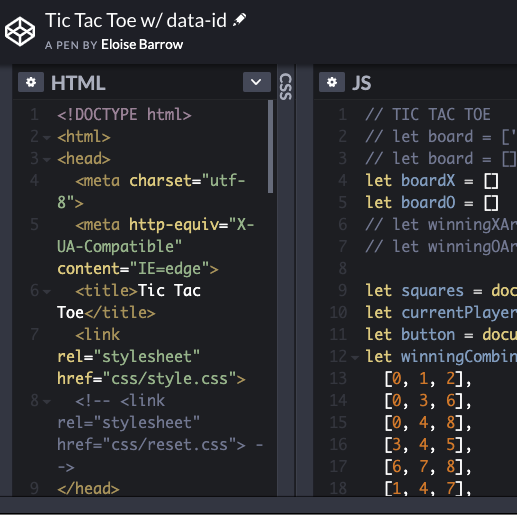 Tic Tac Toe w/ data-id
A PEN BY Eloise Barrow
HTML
CSS
1 <!DOCTYPE html>
2 <html>
3 <head>
4 <meta charset="utf-
8">
5 <meta http-equiv="X-
UA-Compatible"
content="IE=edge">
6 <title>Tic Tac
Toe</title>
7 <link
rel="stylesheet"
href="css/style.css">
8 <!-- <link
rel="stylesheet"
href="css/reset.css"> -
->
9 </head>
JS
1 // TIC TAC TOE
2 // let board = ['
3 // let board = []
4 let boardX = []
5 let boardO = []
6 // let winningXAr
7 // let winningOAr
8
9 let squares = doc
10 let currentPlayer
11 let button = docu
12 let winningCombin
13 [0, 1, 2],
14 [0, 3, 6],
15 [0, 4, 8],
16 [3, 4, 5],
17 [6, 7, 8],
18 [1, 4, 7],